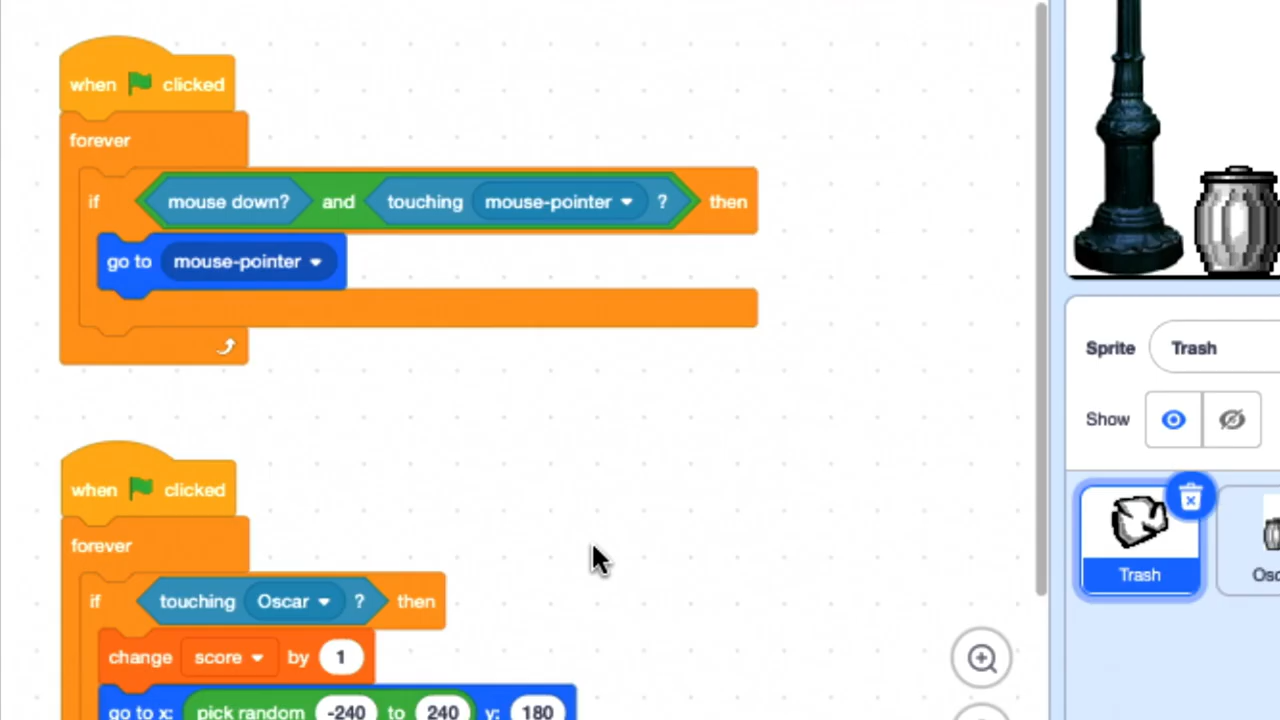 when clicked
forever
if mouse down? and touching mouse-pointer ? then
go to mouse-pointer
when clicked
forever
if touching Oscar ? then
change score by 1
go to x: pick random -240 to 240 y: 180
Sprite Trash
Show
Trash